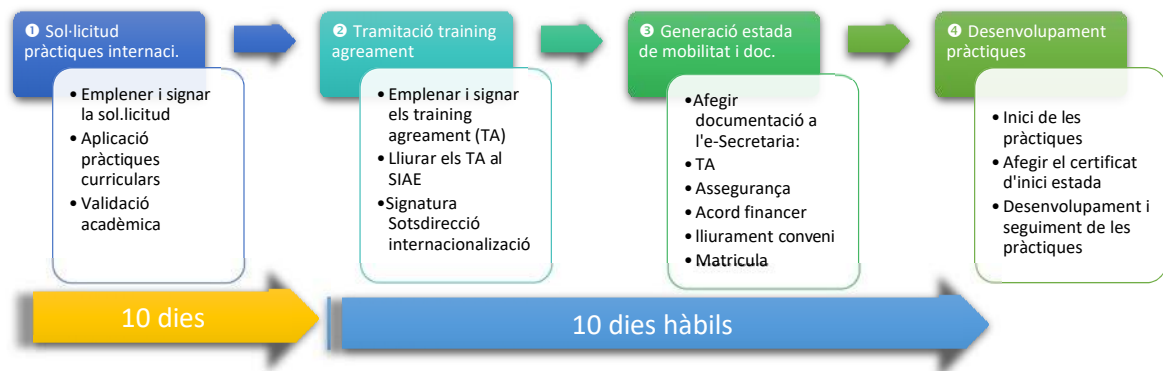 ❶ Sol·licitud
pràctiques internaci.
• Emplener i signar
la sol.licitud
• Aplicació
pràctiques
curriculars
• Validació
acadèmica
❷ Tramitació training
agreament
• Emplenar i signar
els training
agreament (TA)
• Lliurar els TA al
SIAE
• Signatura
Sotsdirecció
internacionalització
❸ Generació estada
de mobilitat i doc.
• Afegir
documentació a
l'e-Secretaria:
• TA
• Assegurança
• Acord financer
• lliurament conveni
• Matricula
❹ Desenvolupament
pràctiques
• Inici de les
pràctiques
• Afegir el certificat
d'inici estada
• Desenvolupament i
seguiment de les
pràctiques
10 dies
10 dies hàbils